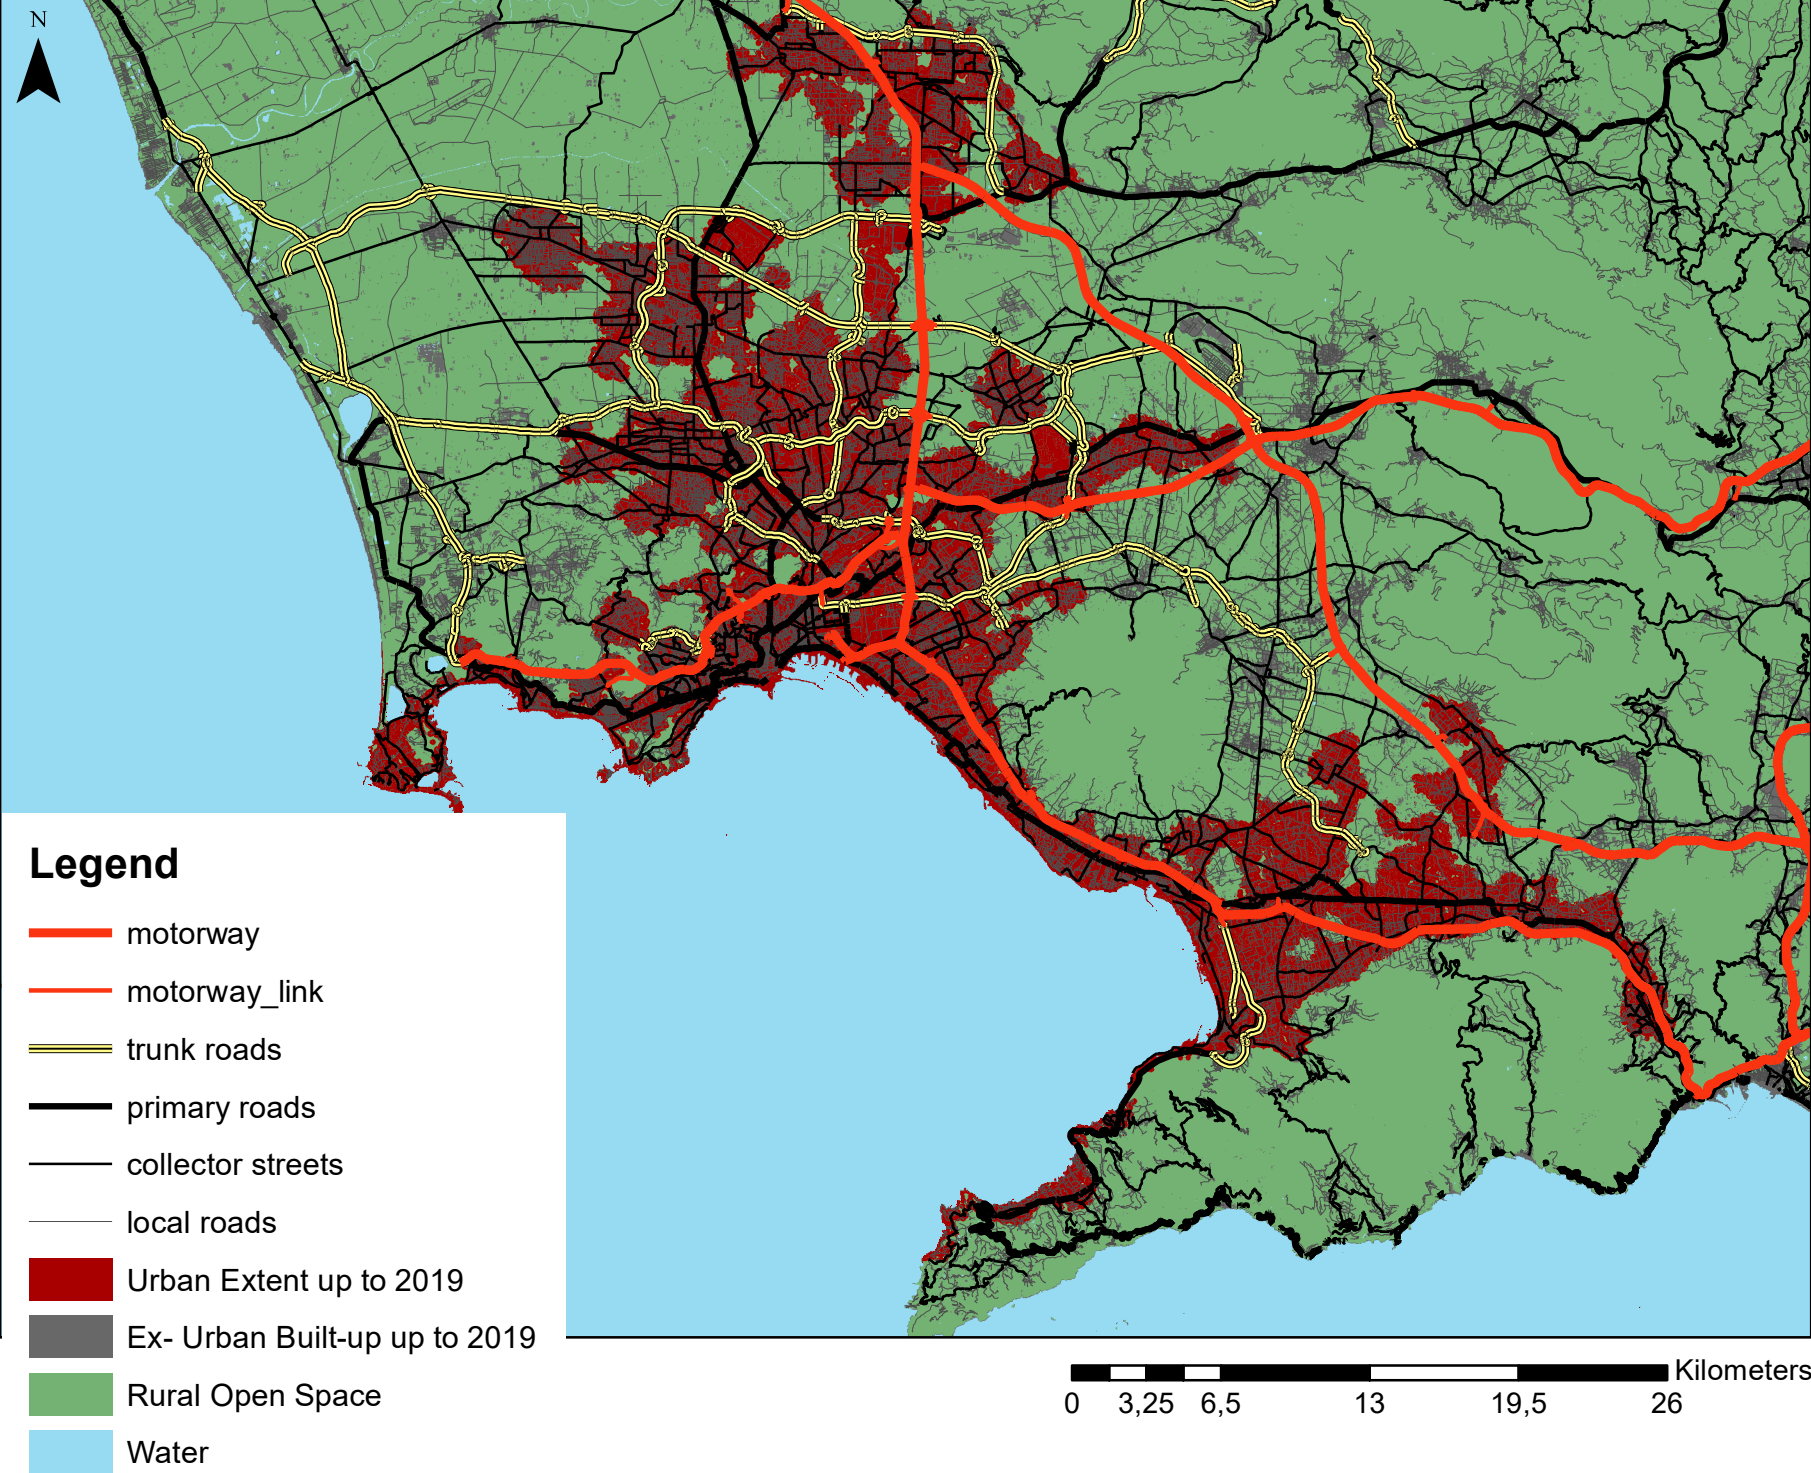 N
Legend
motorway
motorway_link
trunk roads
primary roads
collector streets
local roads
Urban Extent up to 2019
Ex- Urban Built-up up to 2019
Rural Open Space
Water
Kilometers
0 3,25 6,5 13 19,5 26